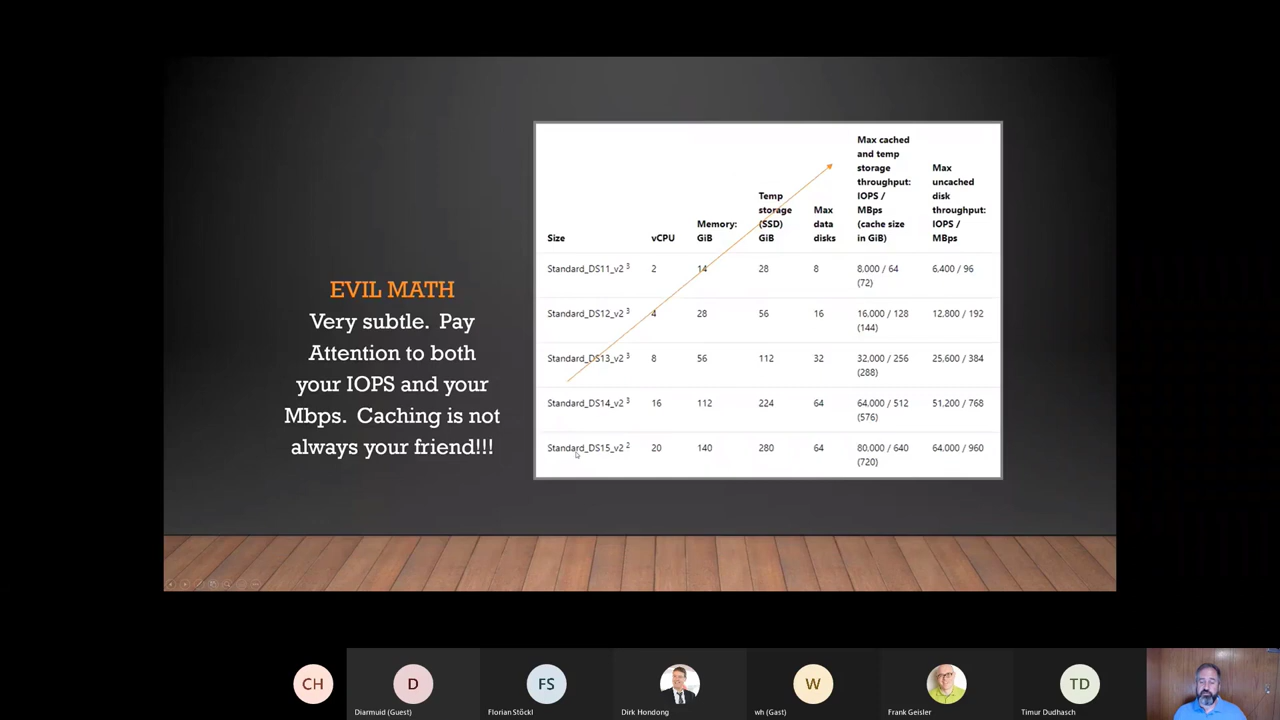 EVIL MATH
Very subtle. Pay
Attention to both
your IOPS and your
Mbps. Caching is not
always your friend!!!
Size
vCPU
Memory:
GiB
Temp
storage
(SSD)
GiB
Max
data
disks
Max cached
and temp
storage
throughput:
IOPS /
MBps
(cache size
in GiB)
Max
uncached
disk
throughput:
IOPS /
MBps
Standard_DS11_v2 3 2 14 28 8 8,000 / 64 6,400 / 96
(72)
Standard_DS12_v2 3 4 28 56 16 16,000 / 128 12,800 / 192
(144)
Standard_DS13_v2 3 8 56 112 32 32,000 / 256 25,600 / 384
(288)
Standard_DS14_v2 3 16 112 224 64 64,000 / 512 51,200 / 768
(576)
Standard_DS15_v2 2 20 140 280 64 80,000 / 640 64,000 / 960
(720)
CH D FS W TD
Diarmuid (Guest) Florian Stöckl Dirk Hondong wh (Gast) Frank Geisler Timur Dudhasch